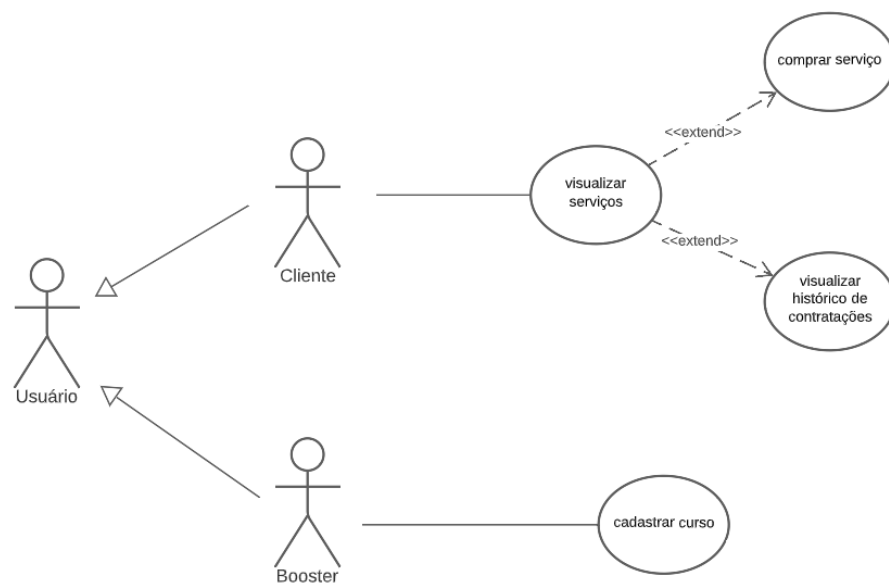 comprar serviço
<<extend>>
visualizar
serviços
Cliente
<<extend>>
visualizar
histórico de
contratações
Usuário
cadastrar curso
Booster